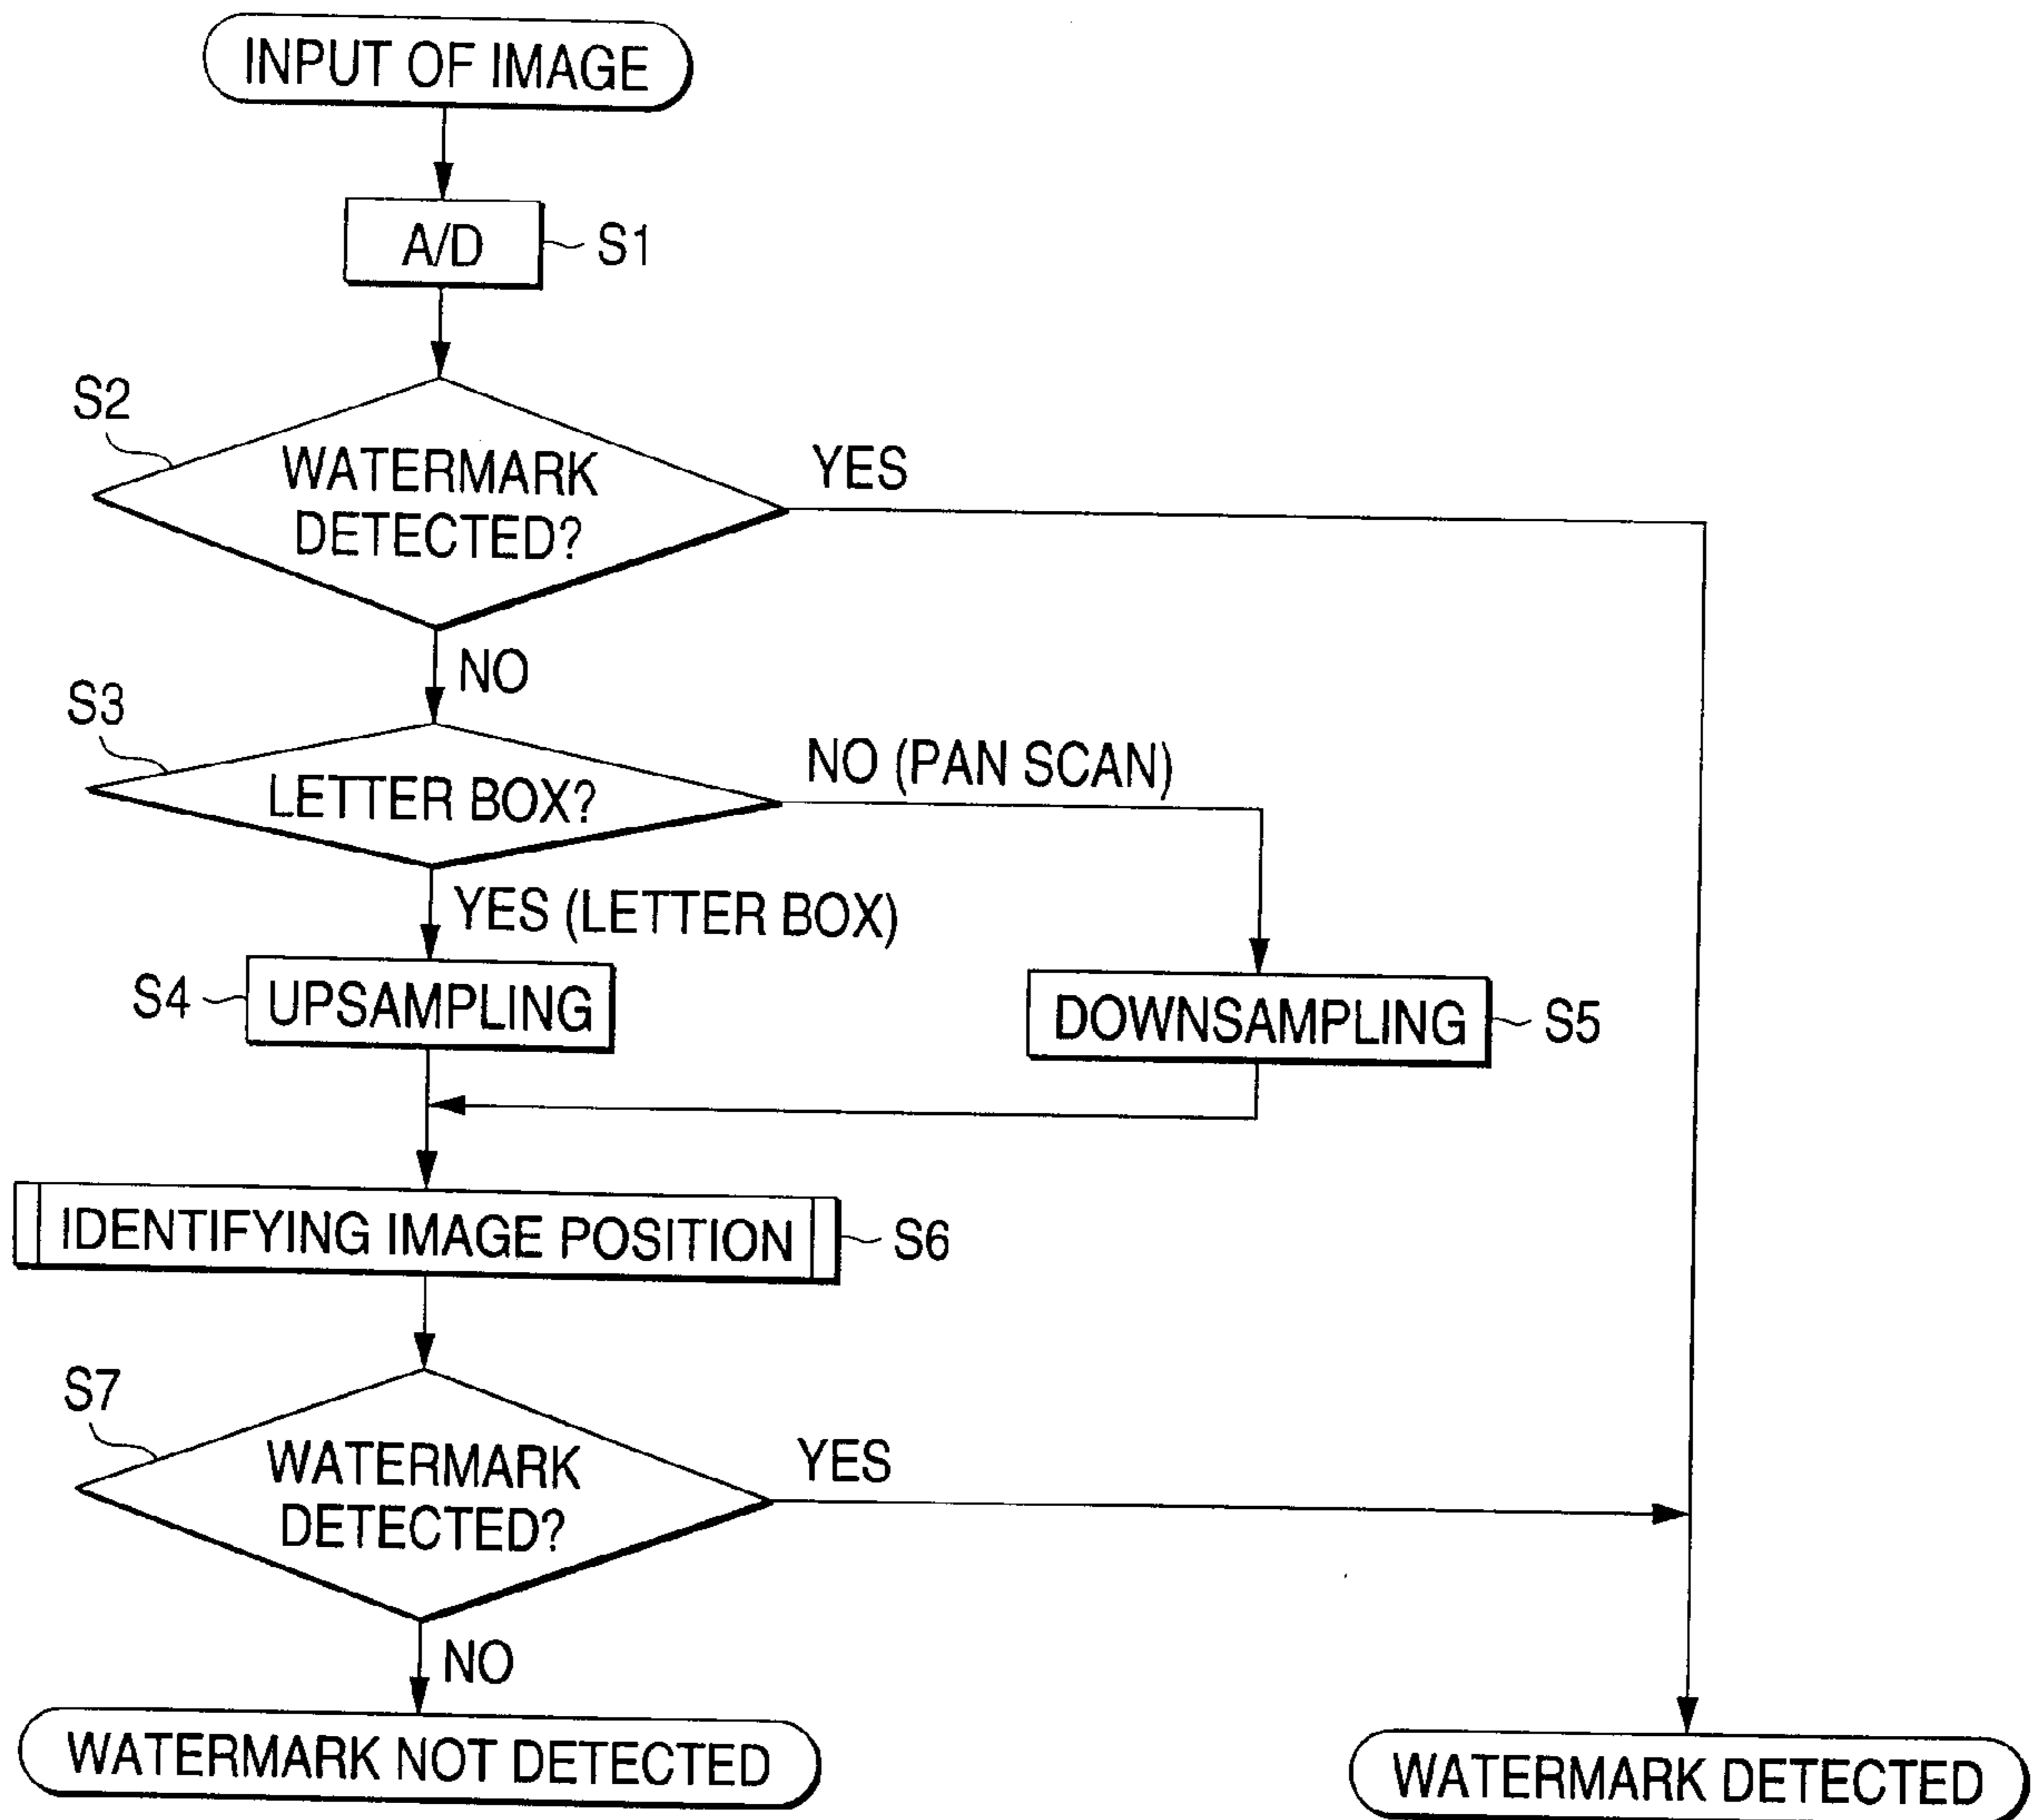 INPUT OF IMAGE
A/D
S1
S2
WATERMARK
DETECTED?
YES
NO
S3
LETTER BOX?
NO (PAN SCAN)
YES (LETTER BOX)
S4
UPSAMPLING
DOWNSAMPLING
S5
IDENTIFYING IMAGE POSITION
S6
S7
WATERMARK
DETECTED?
YES
NO
WATERMARK NOT DETECTED
WATERMARK DETECTED